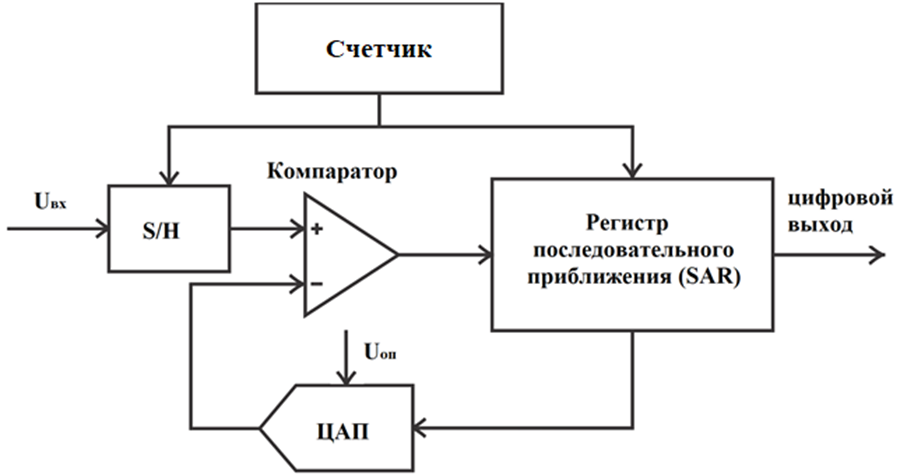 Счетчик
Компаратор
Uвх
S/H
+
−
Регистр
последовательного
приближения (SAR)
цифровой
выход
Uоп
ЦАП